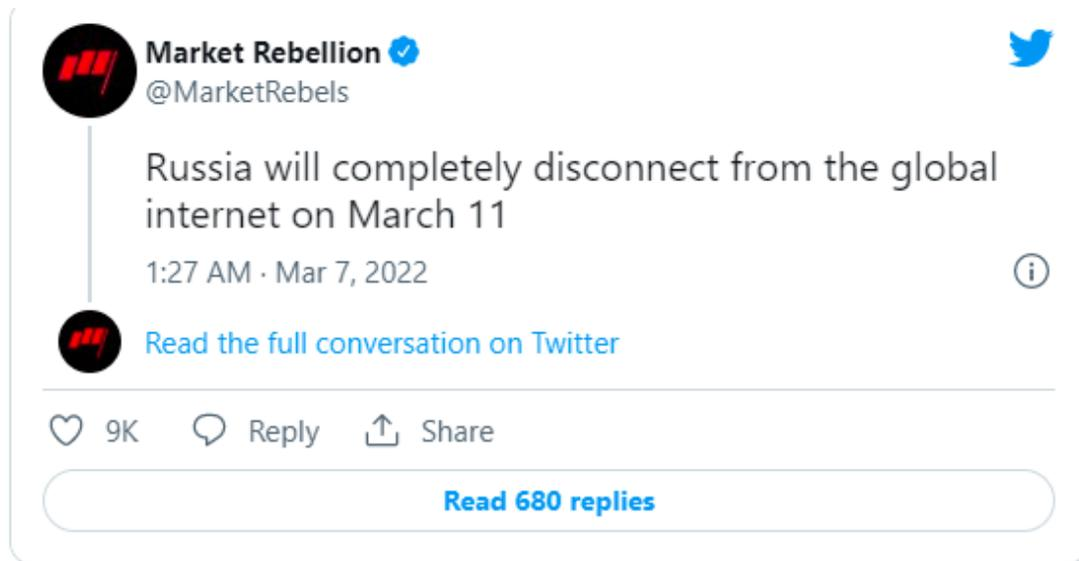 Market Rebellion
@MarketRebels
Russia will completely disconnect from the global
internet on March 11
1:27 AM · Mar 7, 2022
Read the full conversation on Twitter
9K Reply Share
Read 680 replies